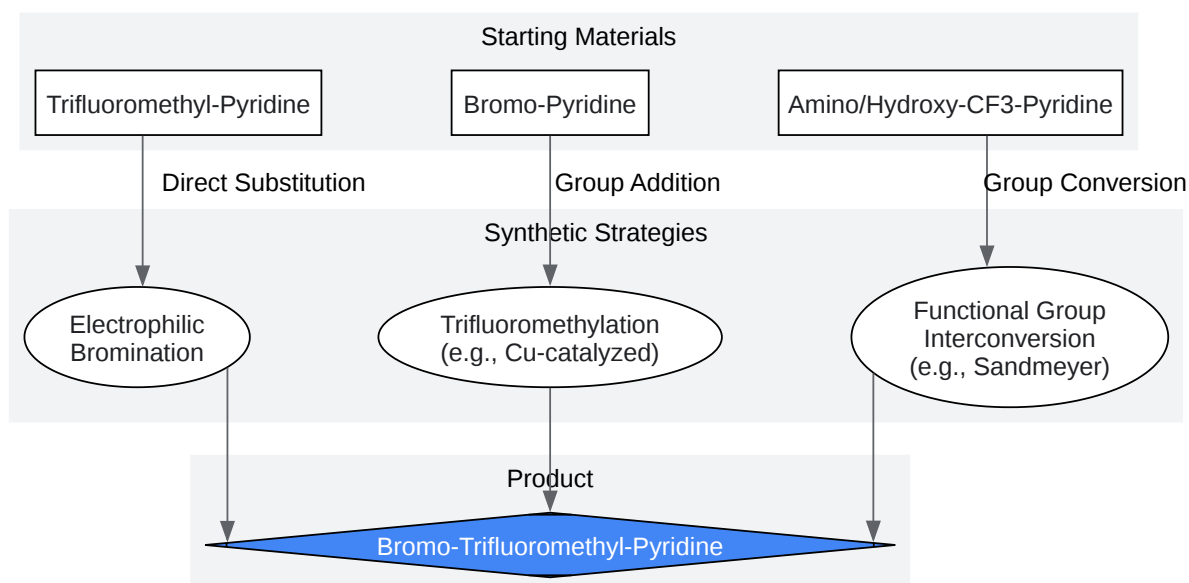 Starting Materials
Trifluoromethyl-Pyridine
Bromo-Pyridine
Amino/Hydroxy-CF3-Pyridine
Direct Substitution
Group Addition
Group Conversion
Synthetic Strategies
Electrophilic
Bromination
Trifluoromethylation
(e.g., Cu-catalyzed)
Functional Group
Interconversion
(e.g., Sandmeyer)
Product
Bromo-Trifluoromethyl-Pyridine